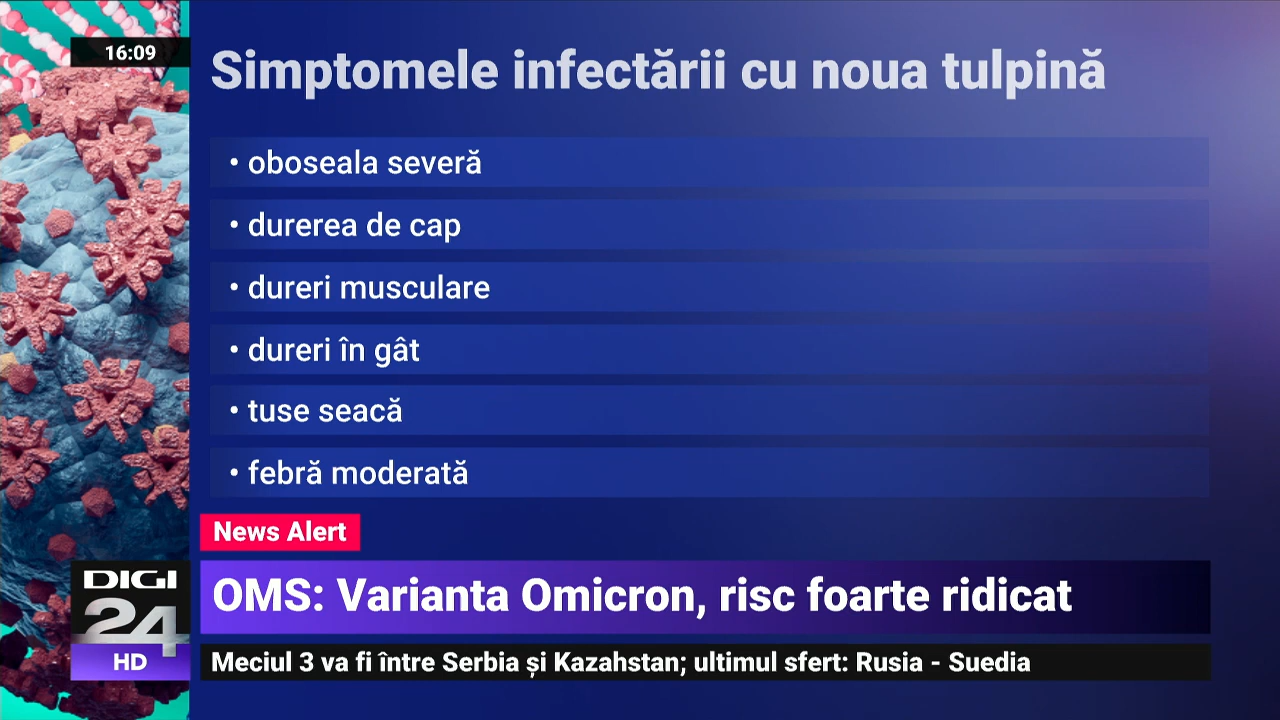 16:09
Simptomele infectării cu noua tulpină
• oboseala severă
• durerea de cap
• dureri musculare
• dureri în gât
• tuse seacă
• febră moderată
News Alert
DIGI
24
HD
OMS: Varianta Omicron, risc foarte ridicat
Meciul 3 va fi între Serbia și Kazahstan; ultimul sfert: Rusia - Suedia